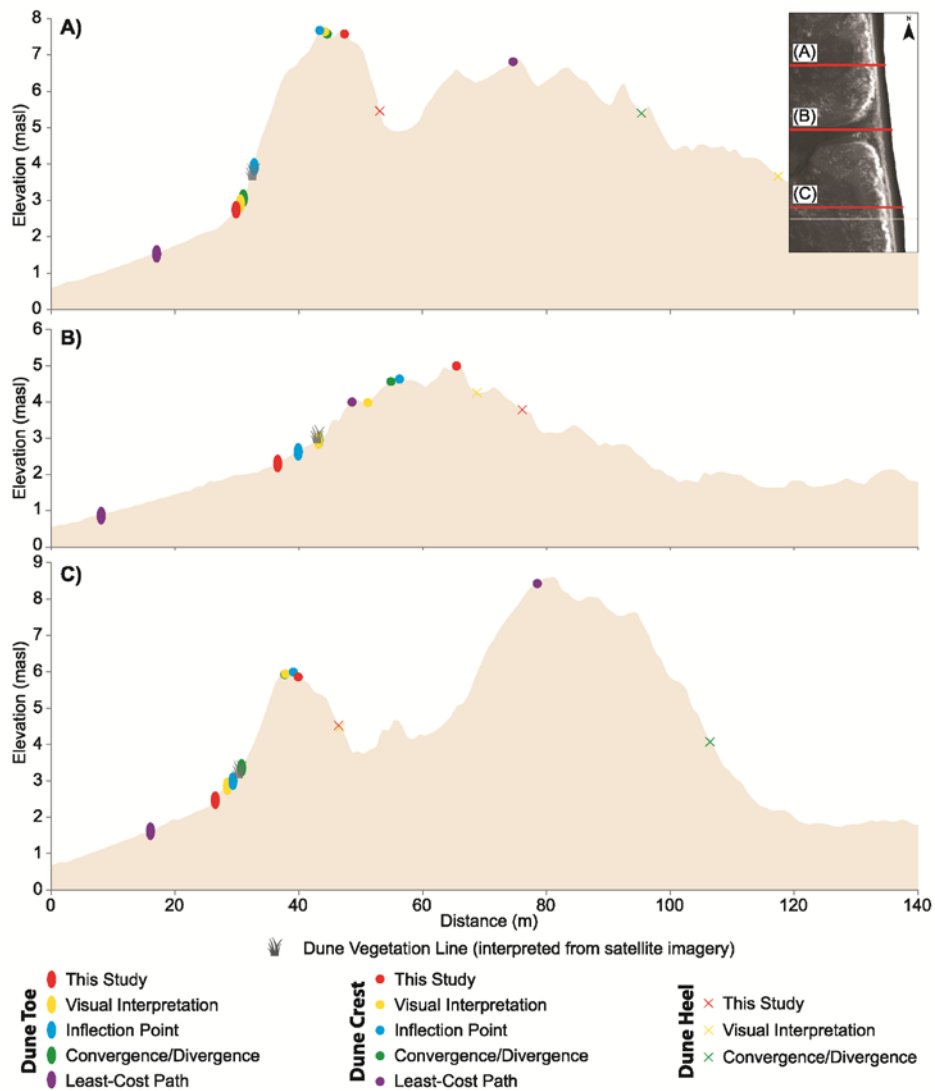 A)
8
7
6
5
4
3
2
1
0
Elevation (masl)
N
(A)
(B)
(C)
B)
6
5
4
3
2
1
0
Elevation (masl)
C)
9
8
7
6
5
4
3
2
1
0
Elevation (masl)
0 20 40 60 80 100 120 140
Distance (m)
Dune Vegetation Line (interpreted from satellite imagery)
Dune Toe
This Study
Visual Interpretation
Inflection Point
Convergence/Divergence
Least-Cost Path
Dune Crest
This Study
Visual Interpretation
Inflection Point
Convergence/Divergence
Least-Cost Path
Dune Heel
This Study
Visual Interpretation
Convergence/Divergence